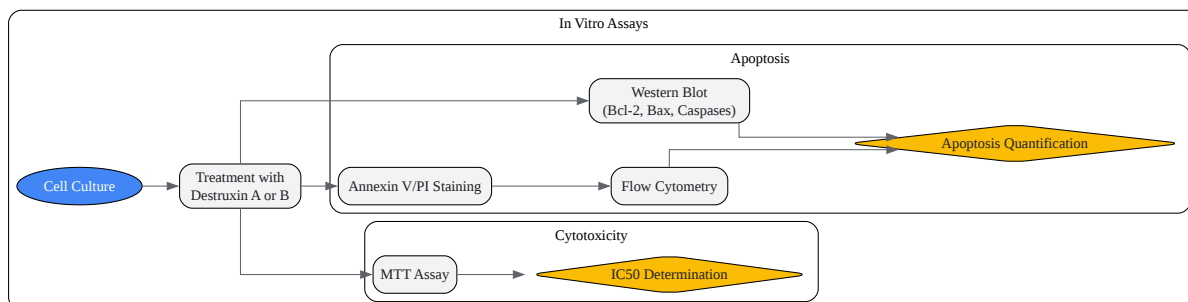 In Vitro Assays
Apoptosis
Western Blot
(Bcl-2, Bax, Caspases)
Apoptosis Quantification
Cell Culture
Treatment with
Destruxin A or B
Annexin V/PI Staining
Flow Cytometry
Cytotoxicity
MTT Assay
IC50 Determination